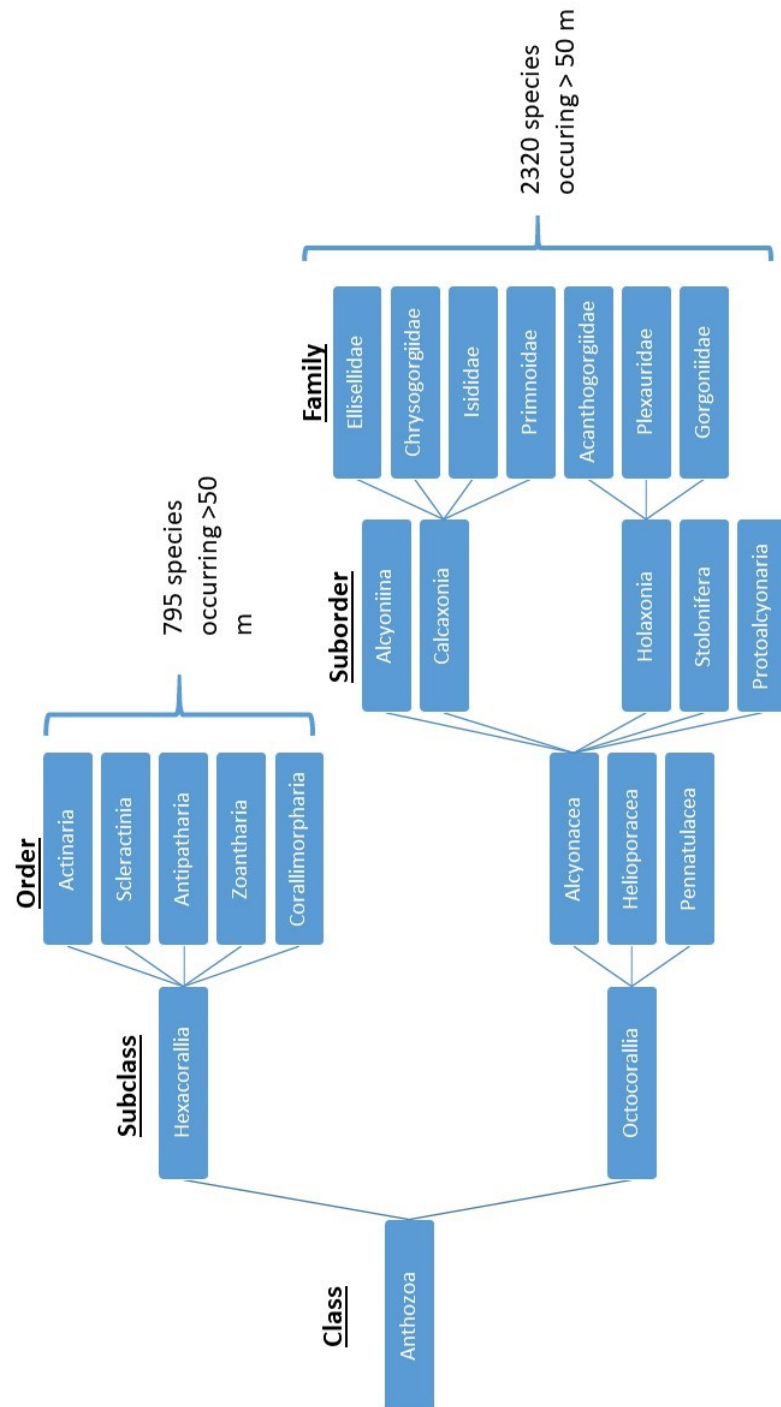 Class
Anthozoa
Subclass
Hexacorallia
Octocorallia
Order
Actinaria
Scleractinia
Antipatharia
Zoantharia
Corallimorpharia
Alcyonacea
Helioporacea
Pennatulacea
795 species
occurring >50
m
Suborder
Alcyoniina
Calcaxonia
Holaxonia
Stolonifera
Protoalcyonaria
Family
Ellisellidae
Chrysogorgiidae
Isididae
Primnoidae
Acanthogorgiidae
Plexauridae
Gorgoniidae
2320 species
occuring > 50 m